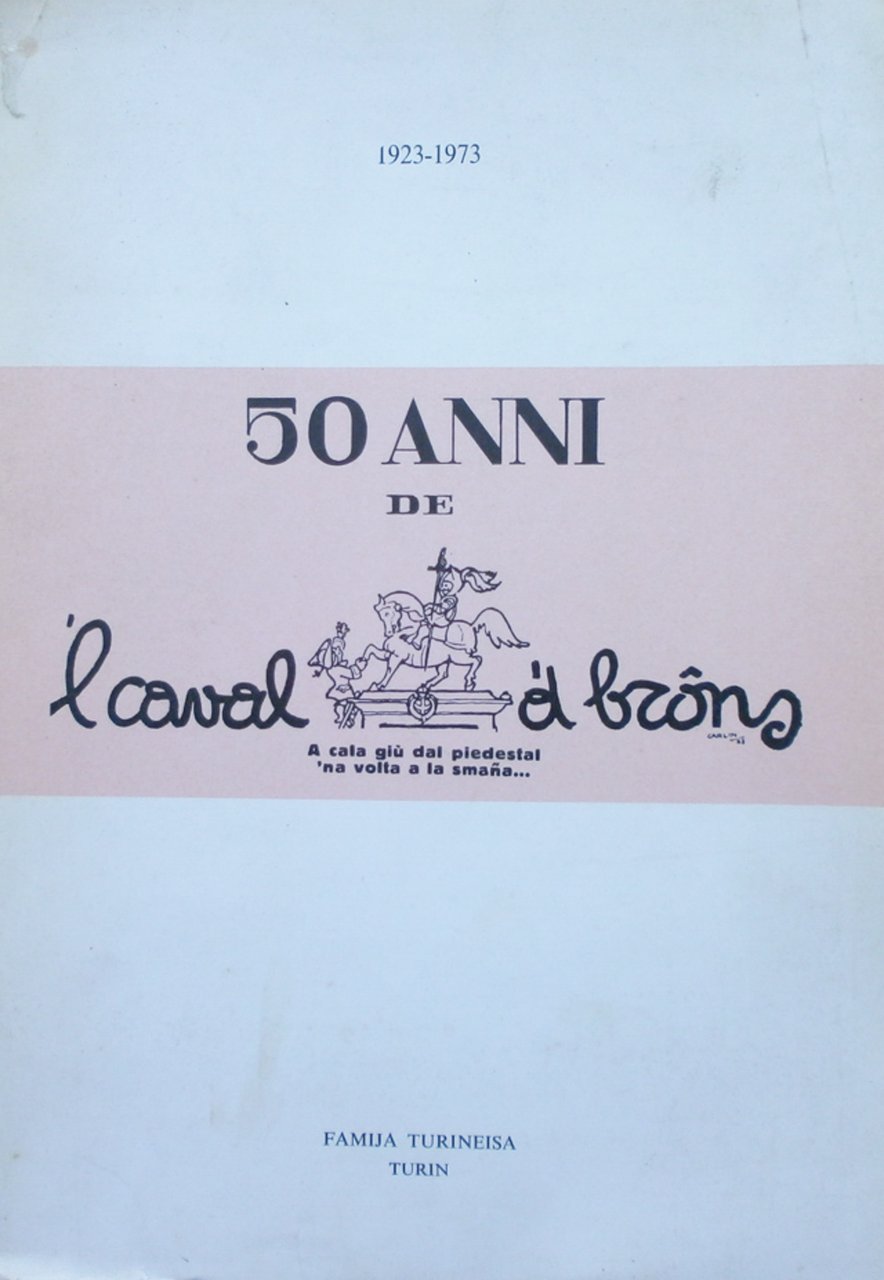 1923-1973
50 ANNI
DE
'l caval 'd brôns
A cala giù dal piedestal
'na volta a la smaña...
FAMIJA TURINEISA
TURIN